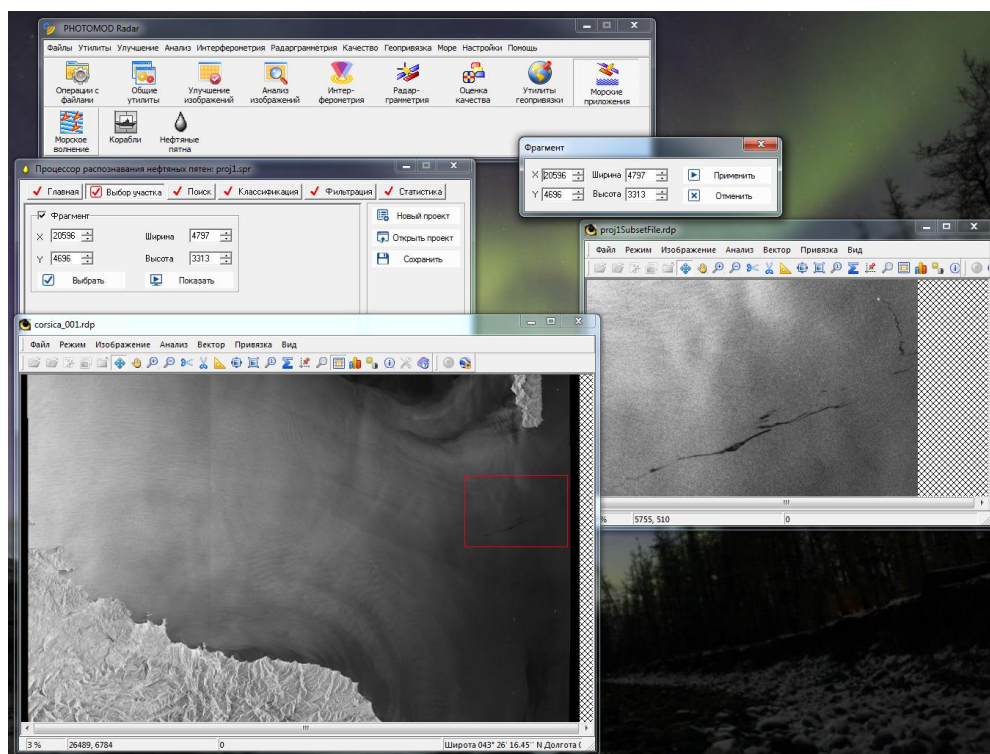 PHOTOMOD Radar
Файлы Утилиты Улучшение Анализ Интерферометрия Радарграмметрия Качество Геопривязка Море Настройки Помощь
Операции с файлами
Общие утилиты
Улучшение изображений
Анализ изображений
Интер-ферометрия
Радар-грамметрия
Оценка качества
Утилиты геопривязки
Морские приложения
Морское волнение
Корабли
Нефтяные пятна
Фрагмент
X 20596 Ширина 4797 Применить
Y 4696 Высота 3313 Отменить
Процессор распознавания нефтяных пятен: proj1.spr
Главная Выбор участка Поиск Классификация Фильтрация Статистика
Фрагмент
X 20596 Ширина 4797
Y 4696 Высота 3313
Выбрать Показать
Новый проект
Открыть проект
Сохранить
proj1SubsetFile.rdp
Файл Режим Изображение Анализ Вектор Привязка Вид
% 5755, 510 0
corsica_001.rdp
Файл Режим Изображение Анализ Вектор Привязка Вид
3 % 26489, 6784 0 Широта 043° 26' 16.45'' N Долгота (